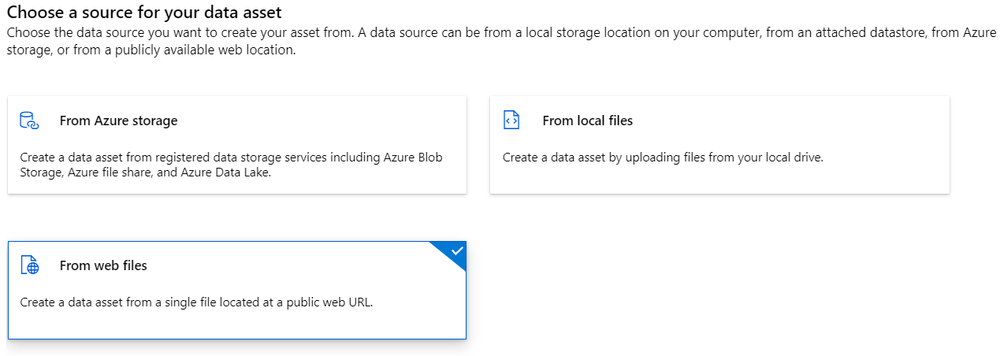 Choose a source for your data asset
Choose the data source you want to create your asset from. A data source can be from a local storage location on your computer, from an attached datastore, from Azure
storage, or from a publicly available web location.
From Azure storage
Create a data asset from registered data storage services including Azure Blob
Storage, Azure file share, and Azure Data Lake.
From local files
Create a data asset by uploading files from your local drive.
From web files
Create a data asset from a single file located at a public web URL.